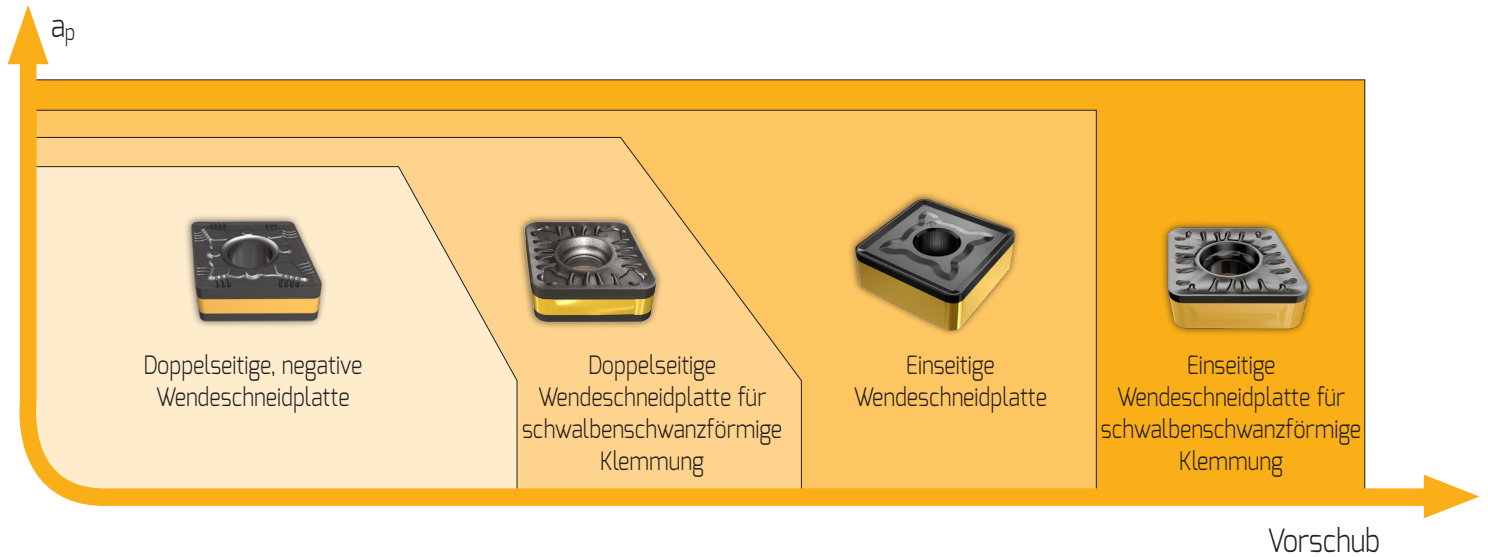 ap
Doppelseitige, negative
Wendeschneidplatte
Doppelseitige
Wendeschneidplatte für
schwalbenschwanzförmige
Klemmung
Einseitige
Wendeschneidplatte
Einseitige
Wendeschneidplatte für
schwalbenschwanzförmige
Klemmung
Vorschub